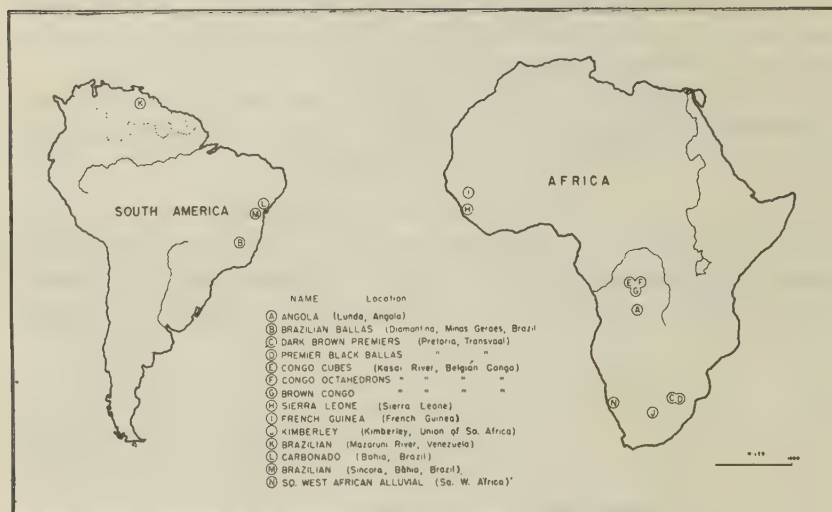 K
L
M
B
SOUTH AMERICA
AFRICA
I
H
E F
G
A
N
J
C D
NAME Location
A ANGOLA (Lunda, Angola)
B BRAZILIAN BALLAS (Diamantina, Minas Geraes, Brazil
C DARK BROWN PREMIERS (Pretoria, Transvaal)
D PREMIER BLACK BALLAS " "
E CONGO CUBES (Kasai River, Belgian Congo)
F CONGO OCTAHEDRONS " " " "
G BROWN CONGO " " " "
H SIERRA LEONE (Sierra Leone)
I FRENCH GUINEA (French Guinea)
J KIMBERLEY (Kimberley, Union of So. Africa)
K BRAZILIAN (Mazaruni River, Venezuela)
L CARBONADO (Bahia, Brazil)
M BRAZILIAN (Sincora, Bahia, Brazil)
N SO. WEST AFRICAN ALLUVIAL (So. W. Africa)